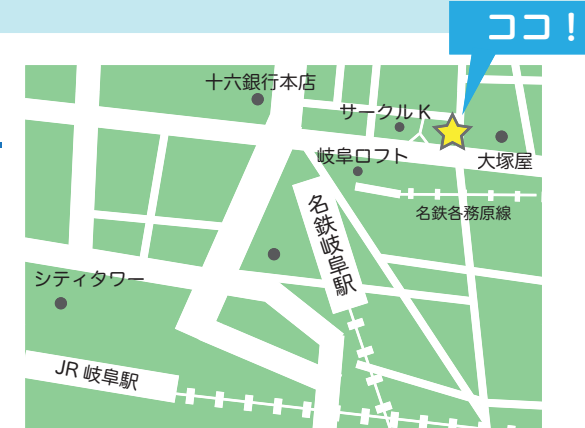 ココ！
十六銀行本店
サークル K
岐阜ロフト
大塚屋
名鉄岐阜駅
名鉄各務原線
シティタワー
JR 岐阜駅